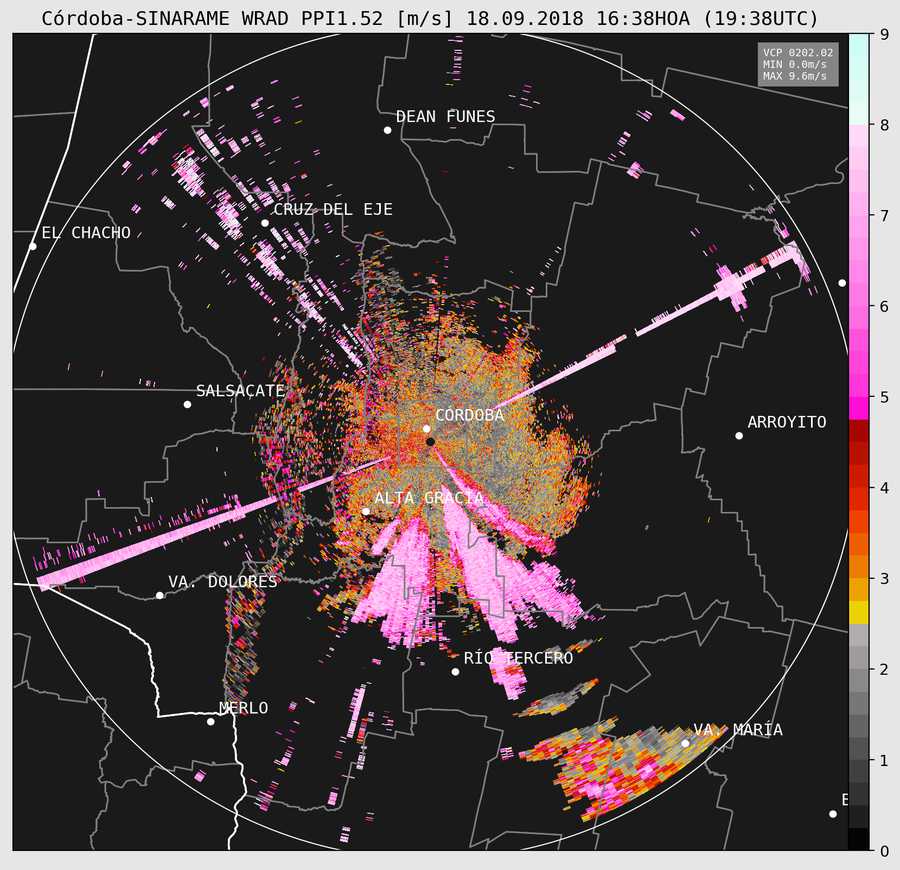 Córdoba-SINARAME WRAD PPI1.52 [m/s] 18.09.2018 16:38HOA (19:38UTC)
VCP 0202.02
MIN 0.0m/s
MAX 9.6m/s
9
8
7
6
5
4
3
2
1
0
DEAN FUNES
CRUZ DEL EJE
EL CHACHO
SALSACATE
CÓRDOBA
ARROYITO
ALTA GRACIA
VA. DOLORES
RÍO TERCERO
MERLO
VA. MARÍA